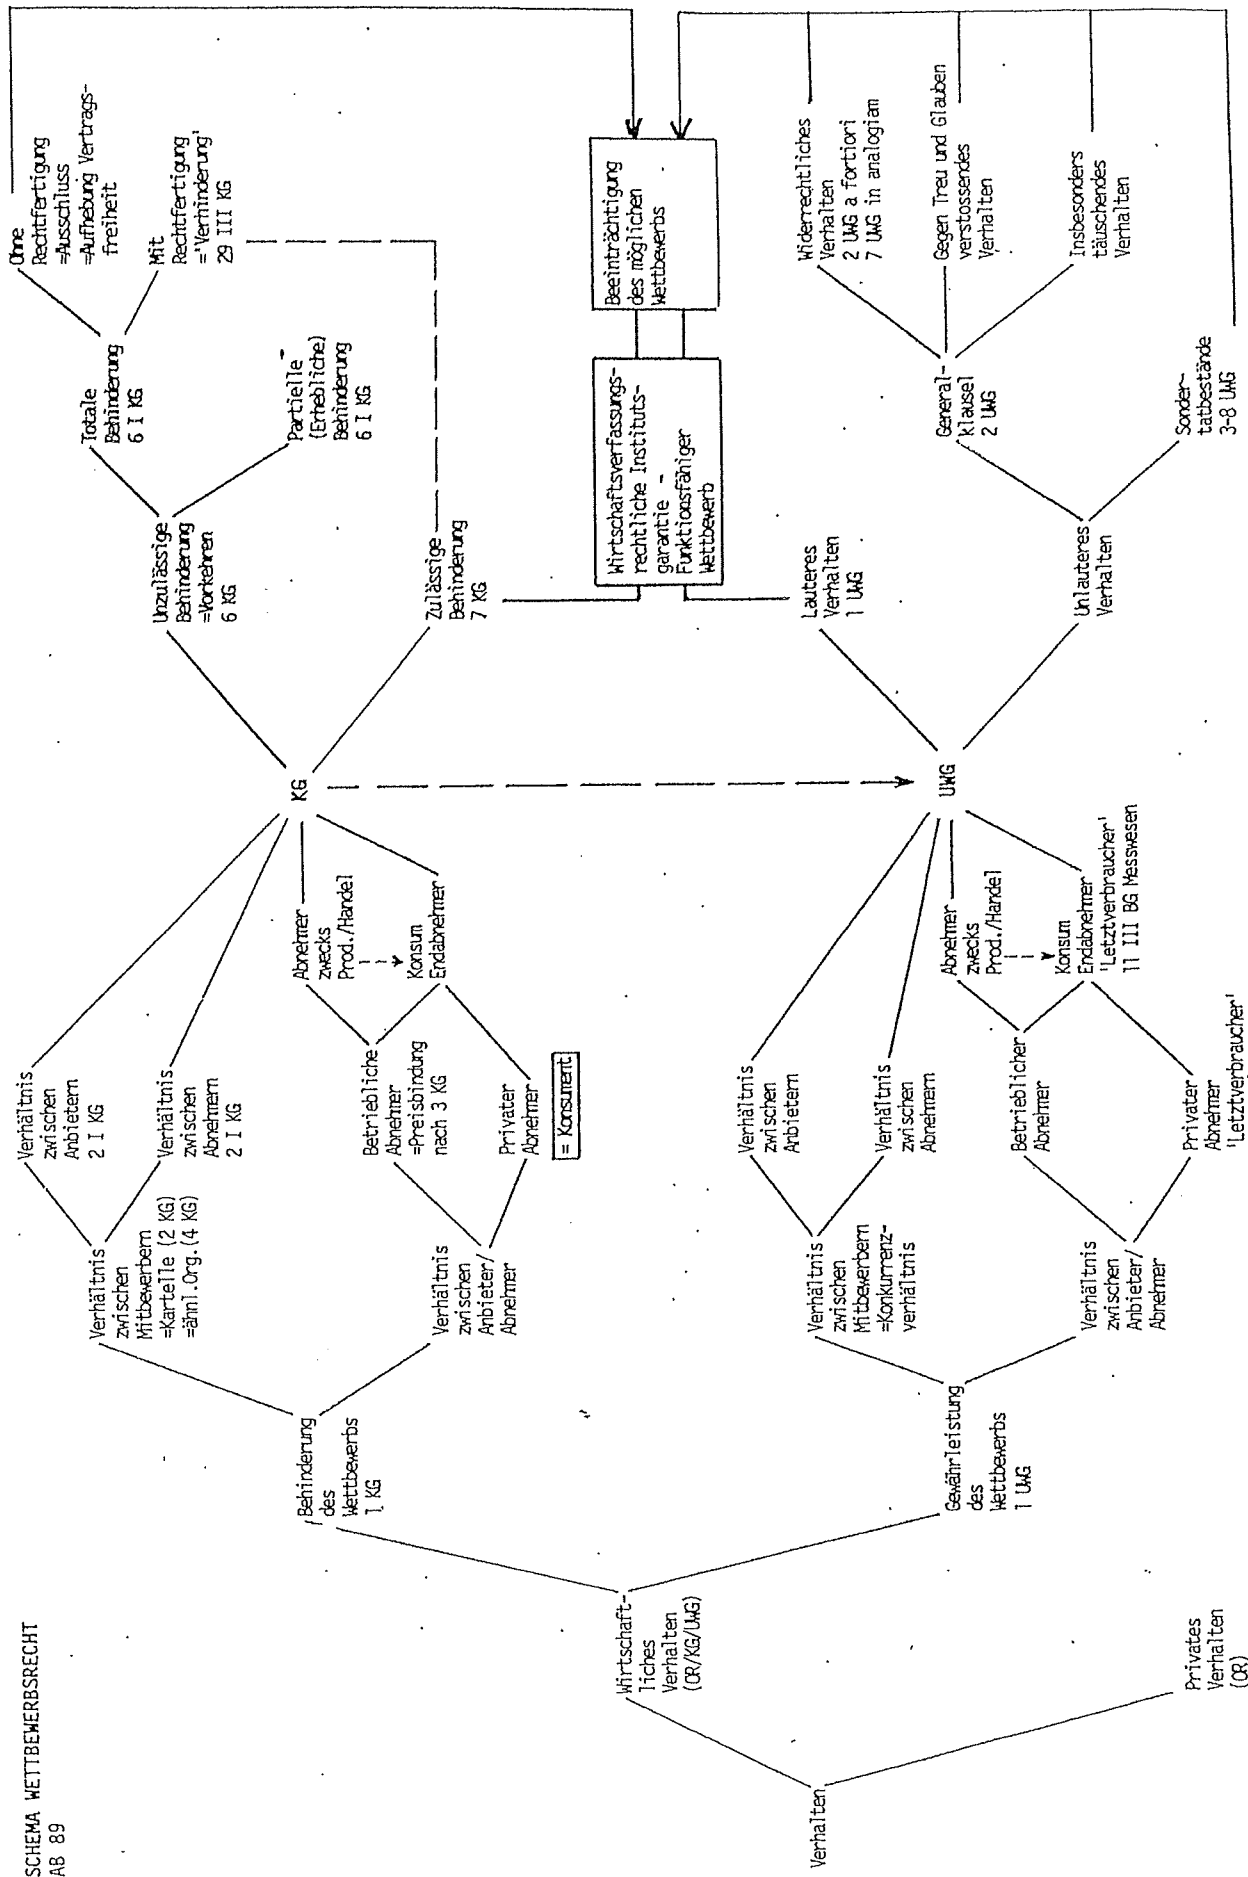 SCHEMA WETTBEWERBSRECHT
AB 89
Verhalten
Wirtschaft-
liches
Verhalten
(OR/KG/UWG)
Privates
Verhalten
(OR)
Behinderung
des
Wettbewerbs
1 KG
Gewährleistung
des
Wettbewerbs
1 UWG
Verhältnis
zwischen
Mitbewerbern
=Kartelle (2 KG)
=ähnl.Org.(4 KG)
Verhältnis
zwischen
Anbieter/
Abnehmer
Verhältnis
zwischen
Mitbewerbern
=Konkurrenz-
verhältnis
Verhältnis
zwischen
Anbieter/
Abnehmer
Verhältnis
zwischen
Anbietern
2 I KG
Verhältnis
zwischen
Abnehmern
2 I KG
Betriebliche
Abnehmer
=Preisbindung
nach 3 KG
Privater
Abnehmer
= Konsument
Verhältnis
zwischen
Anbietern
Verhältnis
zwischen
Abnehmern
Betrieblicher
Abnehmer
Privater
Abnehmer
'Letztverbraucher'
Abnehmer
zwecks
Prod./Handel
Konsum
Endabnehmer
Abnehmer
zwecks
Prod./Handel
Konsum
Endabnehmer
'Letztverbraucher'
11 III BG Messwesen
KG
UWG
Unzulässige
Behinderung
=Vorkehren
6 KG
Zulässige
Behinderung
7 KG
Lauteres
Verhalten
1 UWG
Unlauteres
Verhalten
Totale
Behinderung
6 I KG
Partielle
(Erhebliche)
Behinderung
6 I KG
Wirtschaftsverfassungs-
rechtliche Instituts-
garantie -
Funktionsfähiger
Wettbewerb
General-
klausel
2 UWG
Sonder-
tatbestände
3-8 UWG
Ohne
Rechtfertigung
=Ausschluss
=Aufhebung Vertrags-
freiheit
Mit
Rechtfertigung
='Verhinderung'
29 III KG
Beeinträchtigung
des möglichen
Wettbewerbs
Widerrechtliches
Verhalten
2 UWG a fortiori
7 UWG in analogiam
Gegen Treu und Glauben
verstossendes
Verhalten
Insbesonders
täuschendes
Verhalten